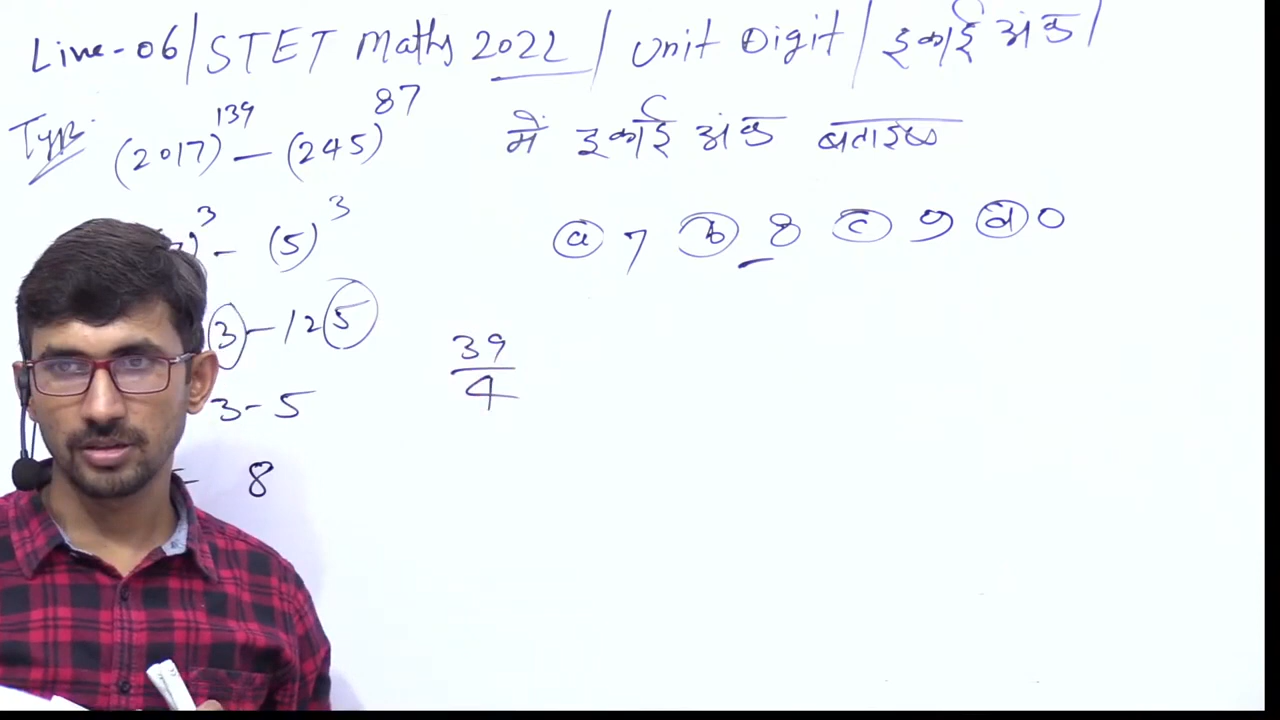 Live-06/STET Maths 2022/Unit Digit/इकाई अंक/
Type. (2017)^139 - (245)^87 में इकाई अंक बताइए
)^3 - (5)^3
ⓐ 7 ⓑ 8 ⓒ 9 ⓓ 0
3 - 125
39/4
3 - 5
= 8